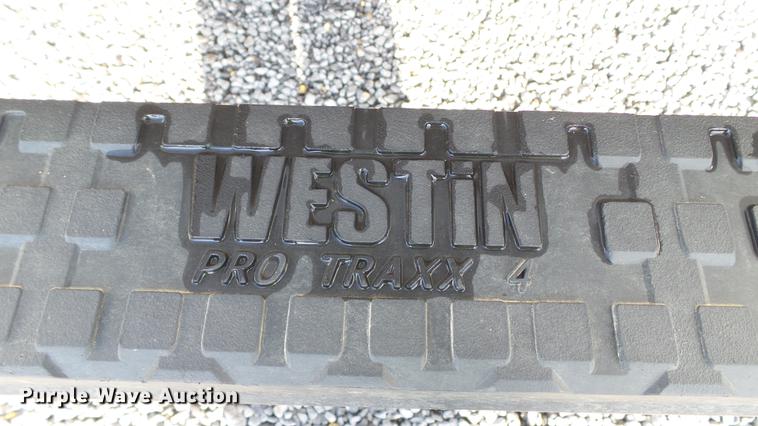 WESTiN
PRO TRAXX 4
Purple Wave Auction